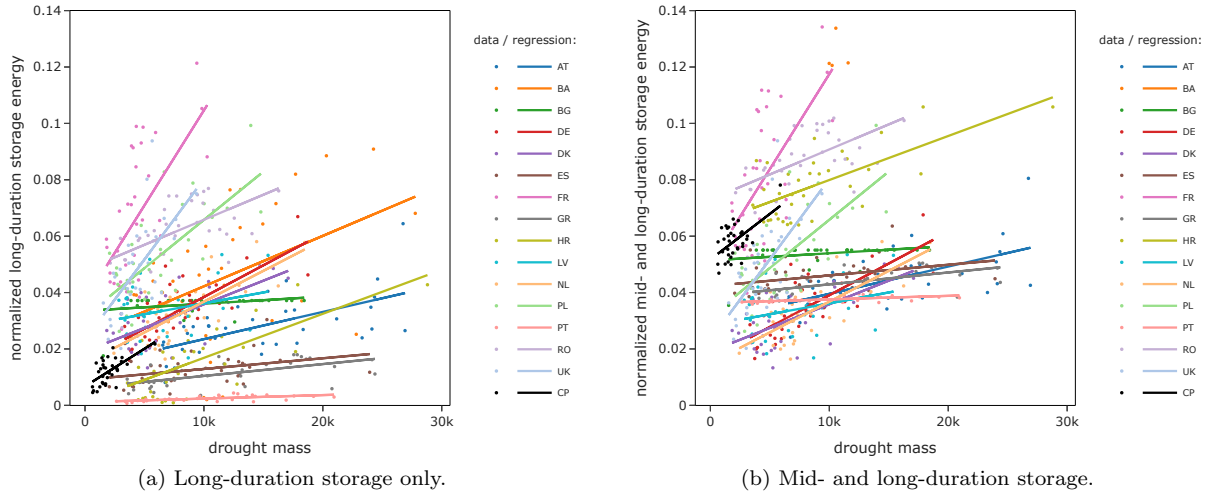 normalized long-duration storage energy
0.14
0.12
0.1
0.08
0.06
0.04
0.02
0
0
10k
20k
30k
drought mass
data / regression:
AT
BA
BG
DE
DK
ES
FR
GR
HR
LV
NL
PL
PT
RO
UK
CP
(a) Long-duration storage only.
normalized mid- and long-duration storage energy
0.14
0.12
0.1
0.08
0.06
0.04
0.02
0
0
10k
20k
30k
drought mass
data / regression:
AT
BA
BG
DE
DK
ES
FR
GR
HR
LV
NL
PL
PT
RO
UK
CP
(b) Mid- and long-duration storage.